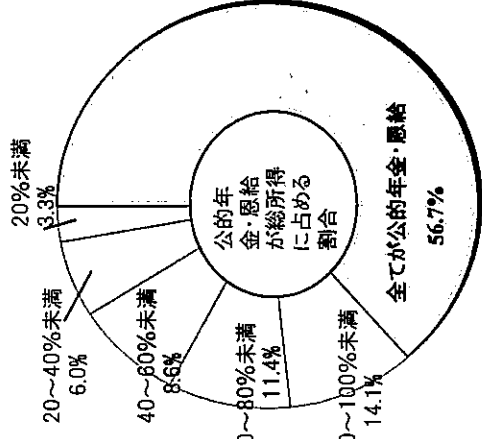 20%未満
3.3%
20～40%未満
6.0%
40～60%未満
8.6%
0～80%未満
11.4%
0～100%未満
14.1%
全てが公的年金・恩給
56.7%
公的年
金・恩給
が総所得
に占める
割合